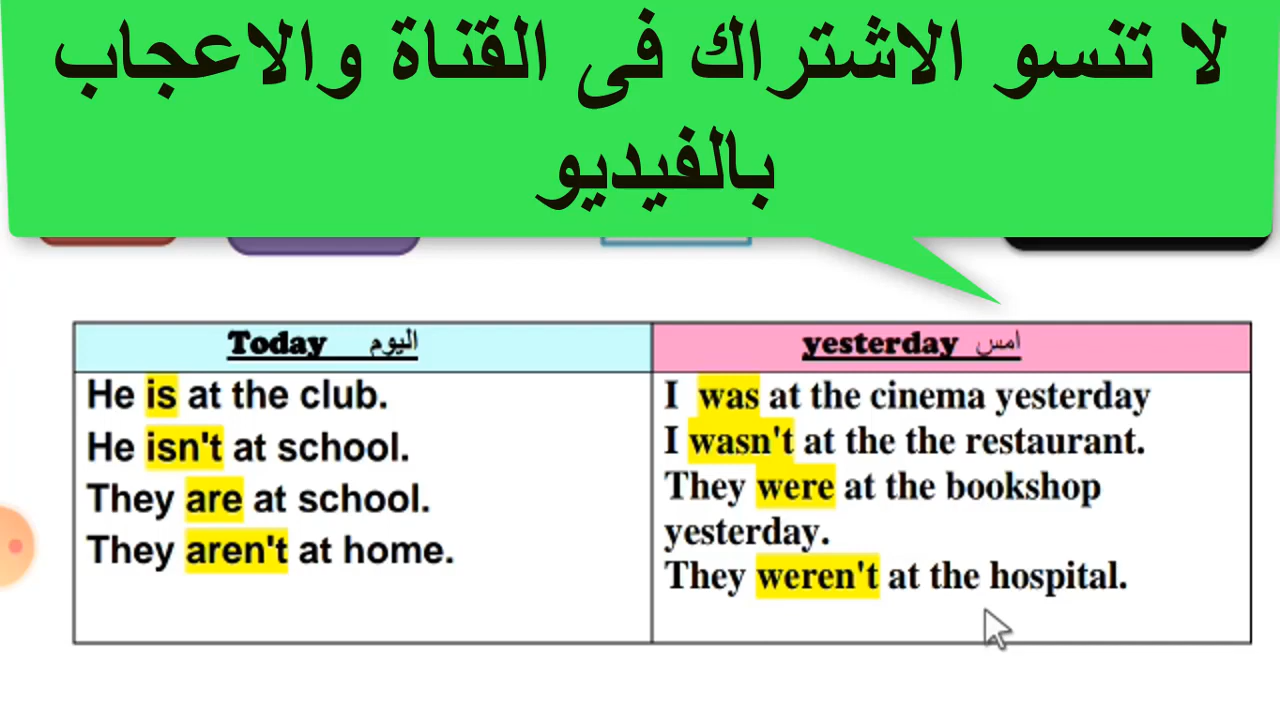 لا تنسو الاشتراك فى القناة والاعجاب
بالفيديو
Today اليوم
He is at the club.
He isn't at school.
They are at school.
They aren't at home.
yesterday امس
I was at the cinema yesterday
I wasn't at the the restaurant.
They were at the bookshop
yesterday.
They weren't at the hospital.